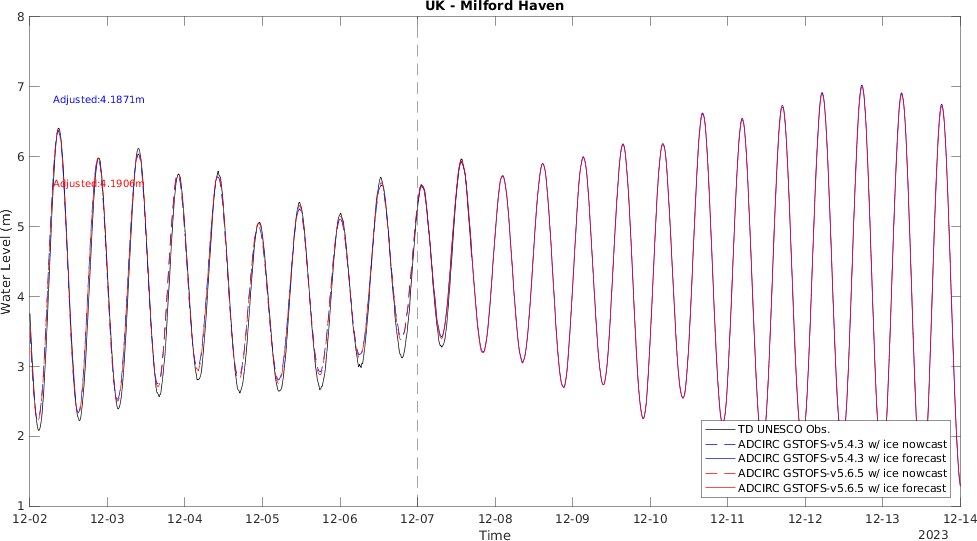 UK - Milford Haven
8
7
6
5
4
3
2
1
Water Level (m)
Adjusted:4.1871m
Adjusted:4.1906m
TD UNESCO Obs.
ADCIRC GSTOFS-v5.4.3 w/ ice nowcast
ADCIRC GSTOFS-v5.4.3 w/ ice forecast
ADCIRC GSTOFS-v5.6.5 w/ ice nowcast
ADCIRC GSTOFS-v5.6.5 w/ ice forecast
12-02 12-03 12-04 12-05 12-06 12-07 12-08 12-09 12-10 12-11 12-12 12-13 12-14
Time
2023